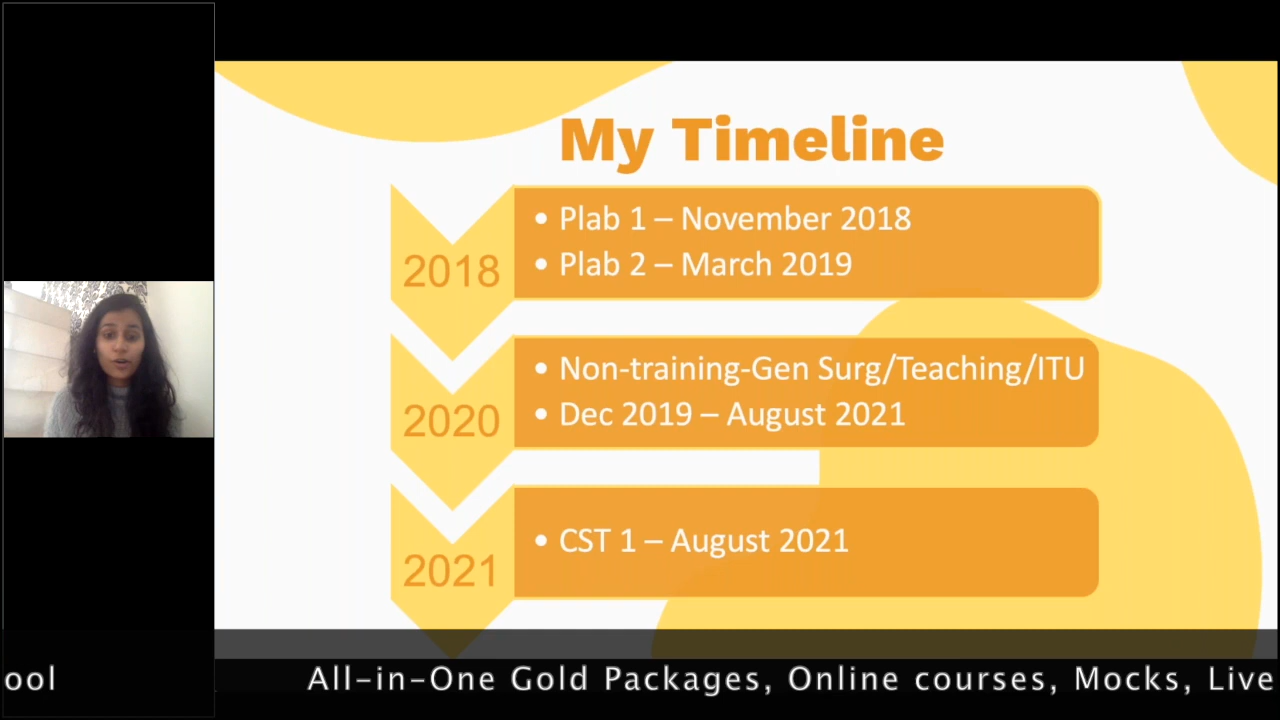 My Timeline
2018
• Plab 1 – November 2018
• Plab 2 – March 2019
2020
• Non-training-Gen Surg/Teaching/ITU
• Dec 2019 – August 2021
2021
• CST 1 – August 2021
ool All-in-One Gold Packages, Online courses, Mocks, Live